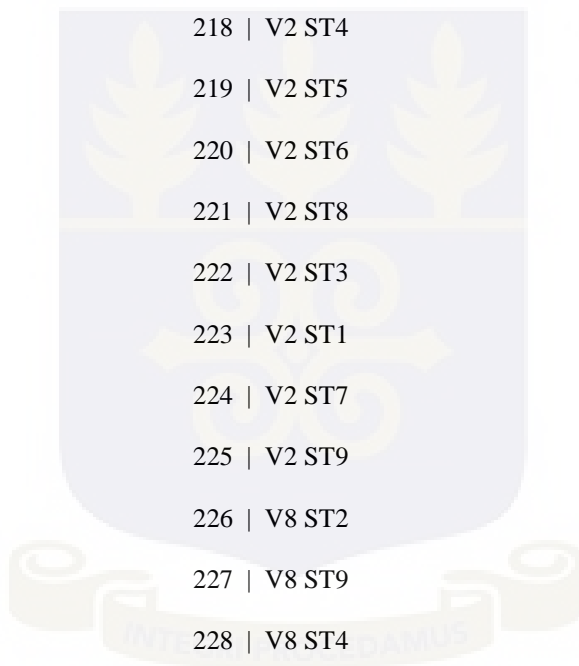 218 | V2 ST4
219 | V2 ST5
220 | V2 ST6
221 | V2 ST8
222 | V2 ST3
223 | V2 ST1
224 | V2 ST7
225 | V2 ST9
226 | V8 ST2
227 | V8 ST9
228 | V8 ST4